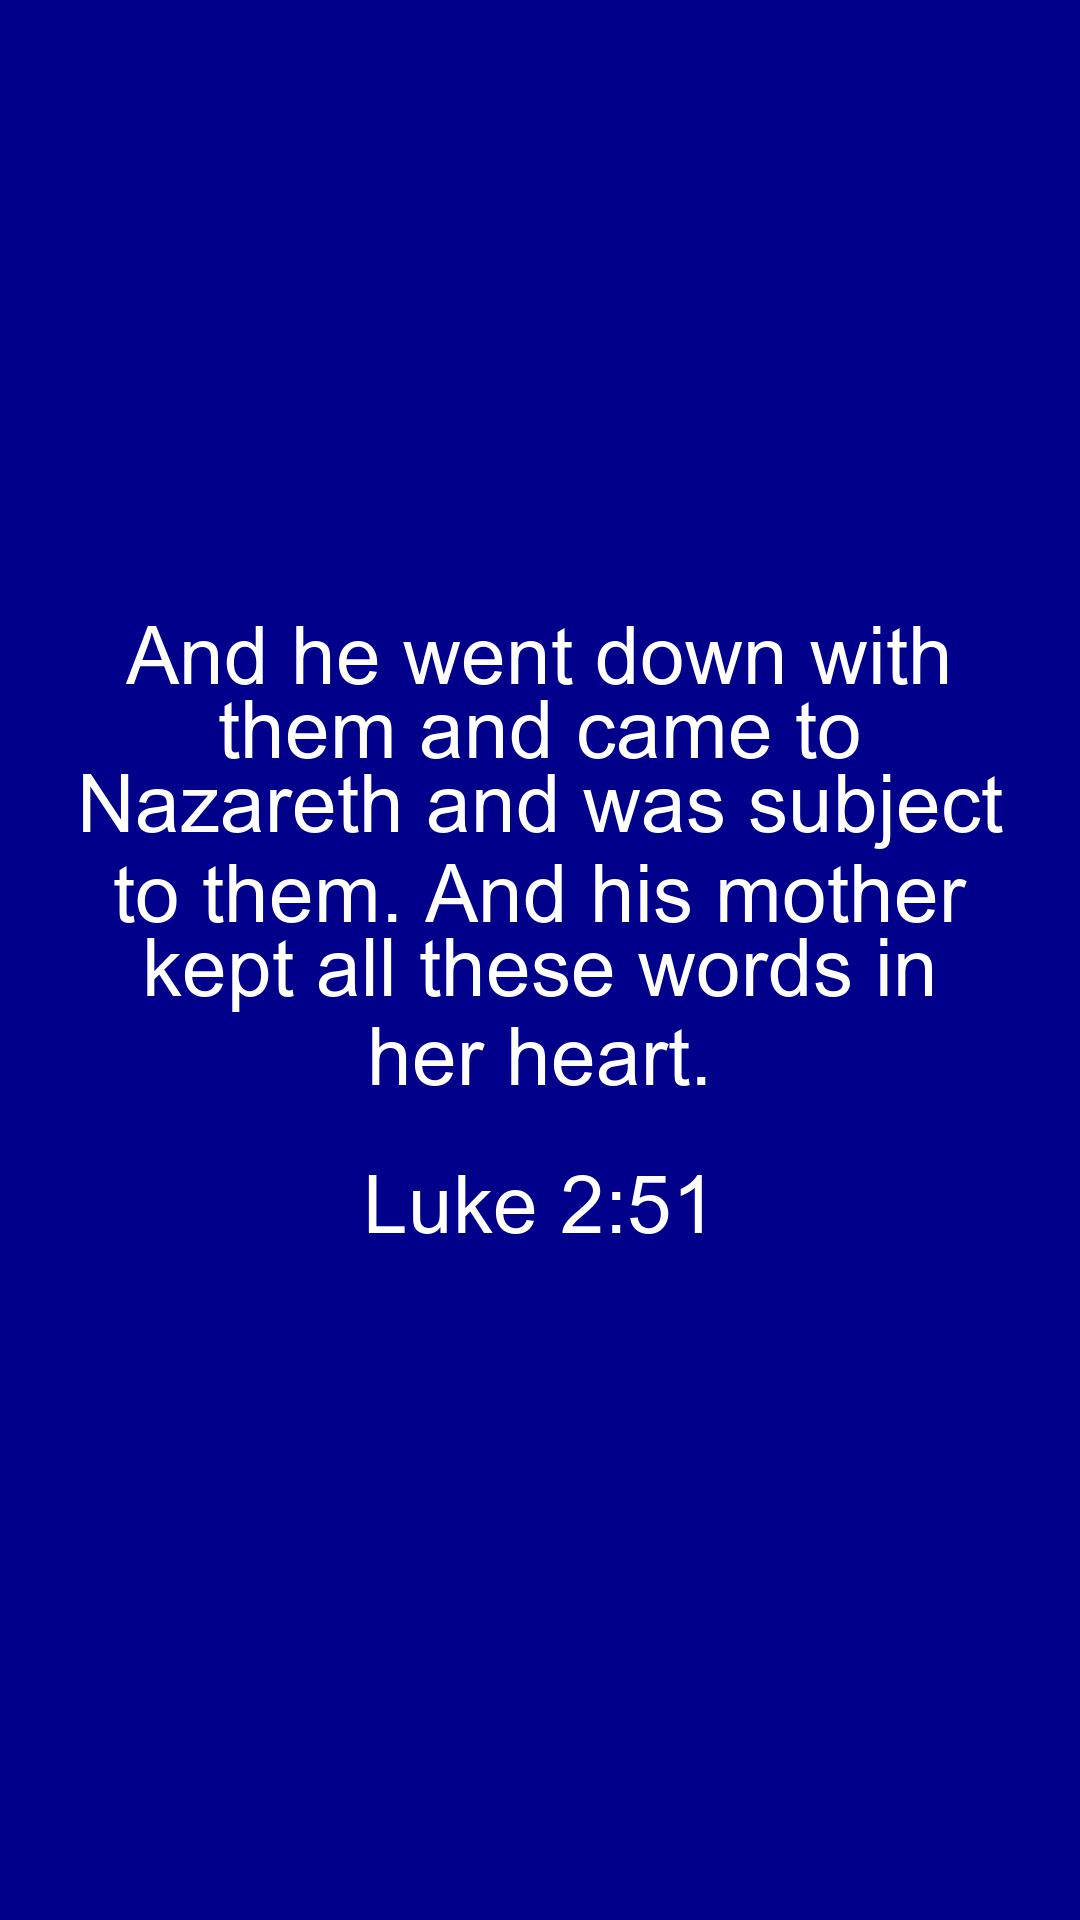 And he went down with
them and came to
Nazareth and was subject
to them. And his mother
kept all these words in
her heart.
Luke 2:51